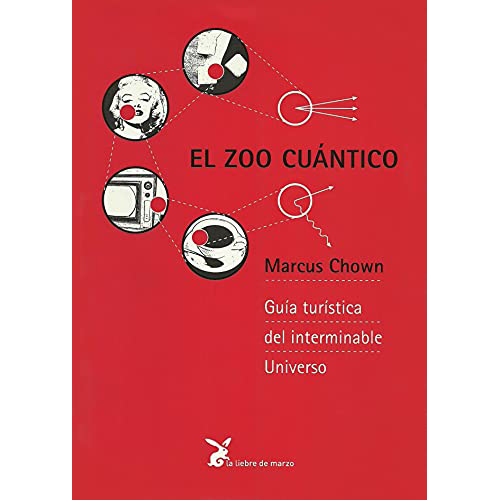 EL ZOO CUÁNTICO
Marcus Chown
Guía turística
del interminable
Universo
la liebre de marzo